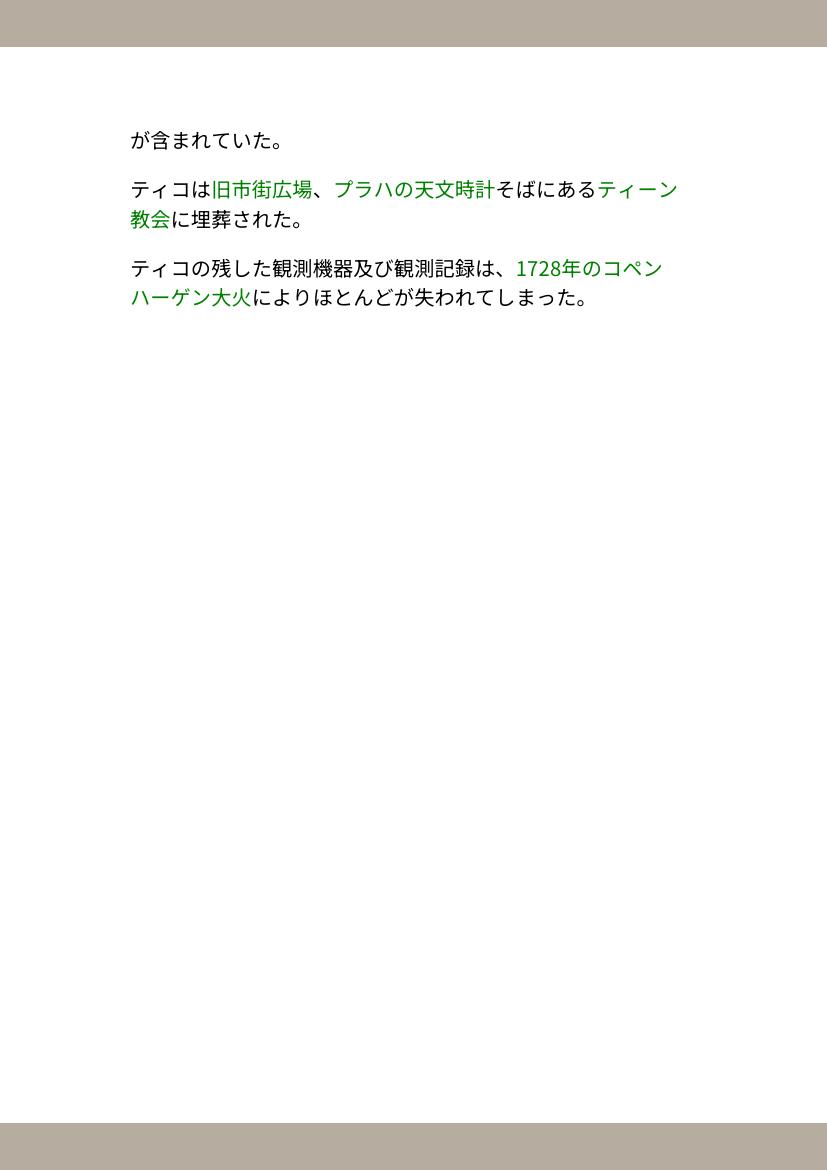 が含まれていた。
ティコは旧市街広場、プラハの天文時計そばにあるティーン
教会に埋葬された。
ティコの残した観測機器及び観測記録は、1728年のコペン
ハーゲン大火によりほとんどが失われてしまった。